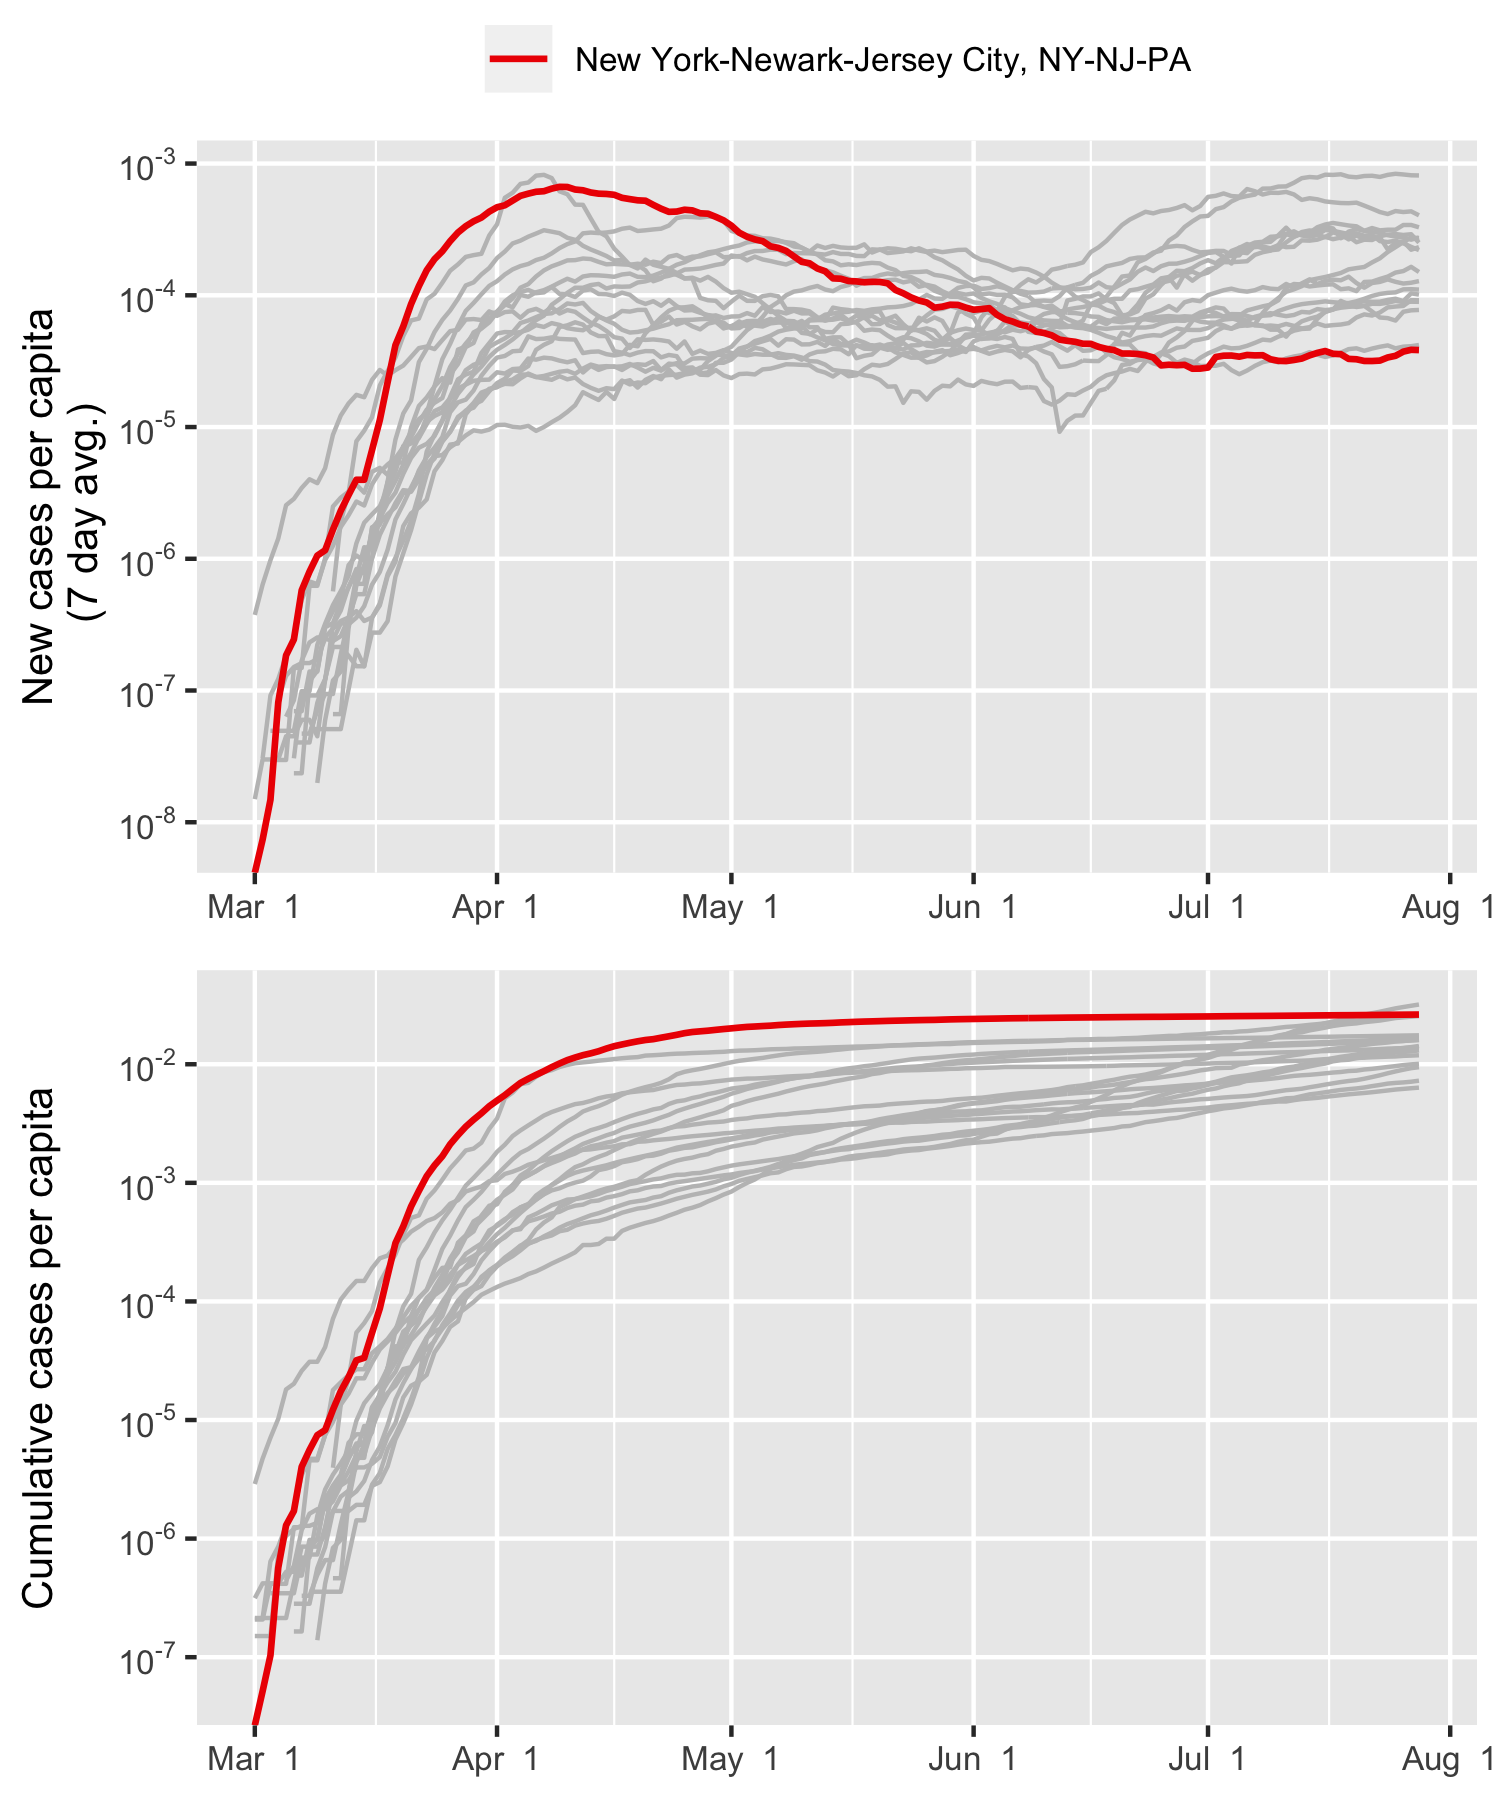 New York-Newark-Jersey City, NY-NJ-PA
New cases per capita
(7 day avg.)
10-3
10-4
10-5
10-6
10-7
10-8
Mar 1 Apr 1 May 1 Jun 1 Jul 1 Aug 1
Cumulative cases per capita
10-2
10-3
10-4
10-5
10-6
10-7
Mar 1 Apr 1 May 1 Jun 1 Jul 1 Aug 1